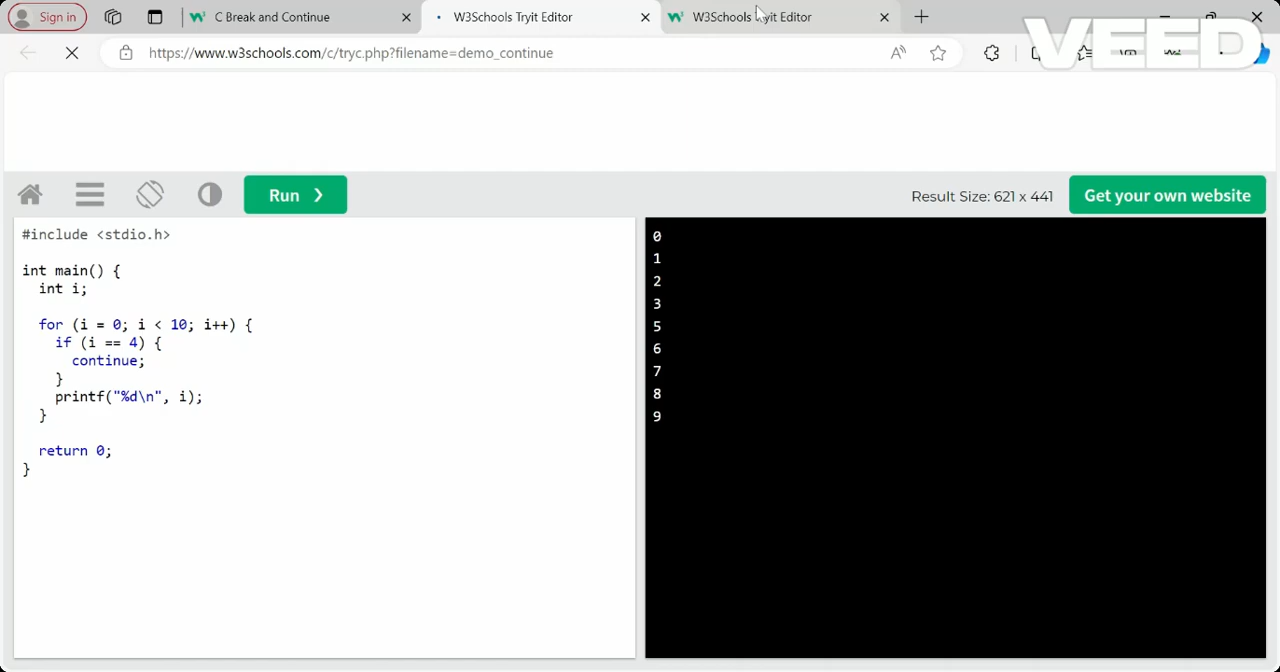 Sign in
C Break and Continue
W3Schools Tryit Editor
W3Schools Tryit Editor
VEED
https://www.w3schools.com/c/tryc.php?filename=demo_continue
Run ❯
Result Size: 621 x 441
Get your own website
#include <stdio.h>
int main() {
  int i;
  for (i = 0; i < 10; i++) {
    if (i == 4) {
      continue;
    }
    printf("%d\n", i);
  }
  return 0;
}
0
1
2
3
5
6
7
8
9